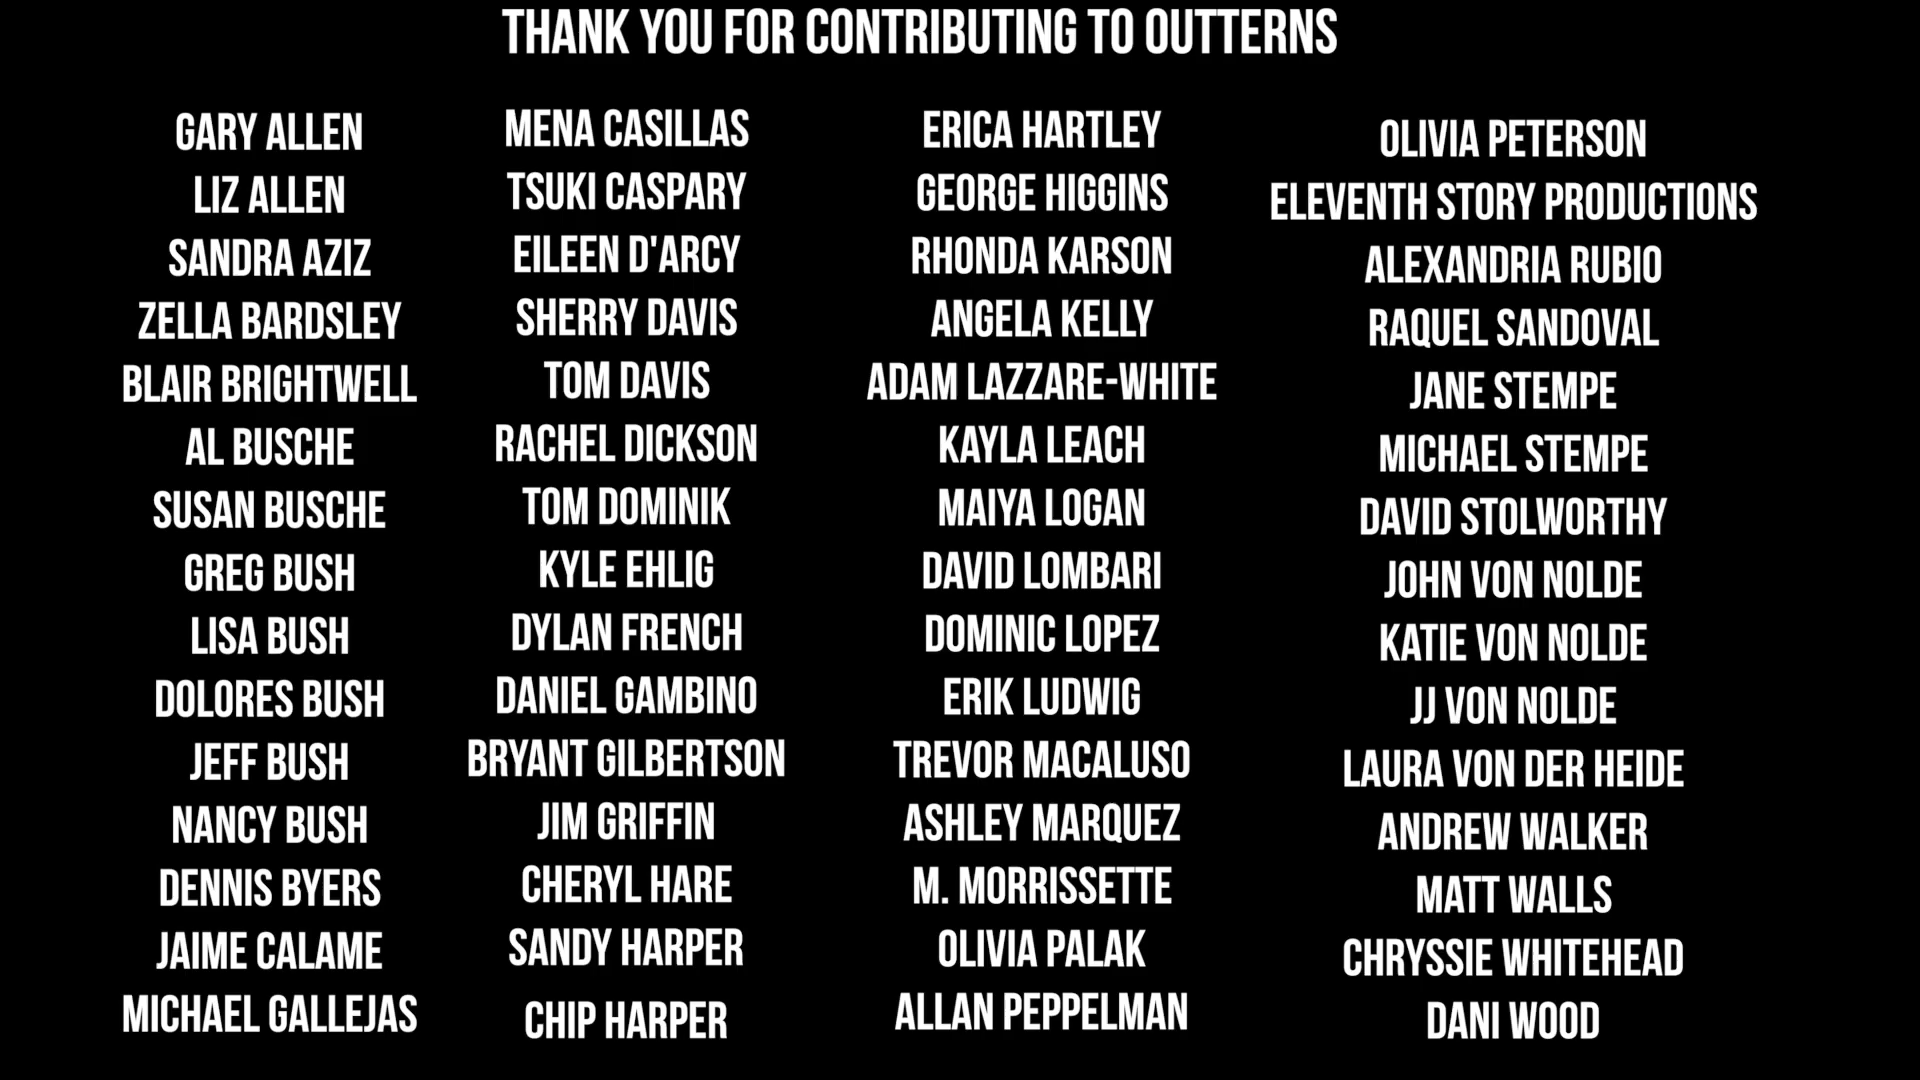 THANK YOU FOR CONTRIBUTING TO OUTTERNS
GARY ALLEN
LIZ ALLEN
SANDRA AZIZ
ZELLA BARDSLEY
BLAIR BRIGHTWELL
AL BUSCHE
SUSAN BUSCHE
GREG BUSH
LISA BUSH
DOLORES BUSH
JEFF BUSH
NANCY BUSH
DENNIS BYERS
JAIME CALAME
MICHAEL GALLEJAS
MENA CASILLAS
TSUKI CASPARY
EILEEN D'ARCY
SHERRY DAVIS
TOM DAVIS
RACHEL DICKSON
TOM DOMINIK
KYLE EHLIG
DYLAN FRENCH
DANIEL GAMBINO
BRYANT GILBERTSON
JIM GRIFFIN
CHERYL HARE
SANDY HARPER
CHIP HARPER
ERICA HARTLEY
GEORGE HIGGINS
RHONDA KARSON
ANGELA KELLY
ADAM LAZZARE-WHITE
KAYLA LEACH
MAIYA LOGAN
DAVID LOMBARI
DOMINIC LOPEZ
ERIK LUDWIG
TREVOR MACALUSO
ASHLEY MARQUEZ
M. MORRISSETTE
OLIVIA PALAK
ALLAN PEPPELMAN
OLIVIA PETERSON
ELEVENTH STORY PRODUCTIONS
ALEXANDRIA RUBIO
RAQUEL SANDOVAL
JANE STEMPE
MICHAEL STEMPE
DAVID STOLWORTHY
JOHN VON NOLDE
KATIE VON NOLDE
JJ VON NOLDE
LAURA VON DER HEIDE
ANDREW WALKER
MATT WALLS
CHRYSSIE WHITEHEAD
DANI WOOD